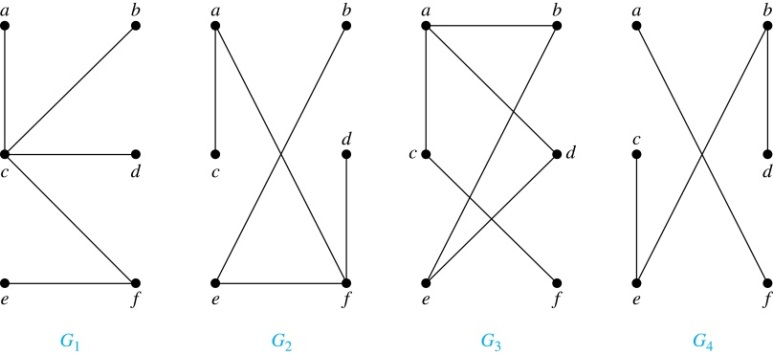 a b a b a b a b
d c
c d c c d d
e f e f e f e f
G1 G2 G3 G4